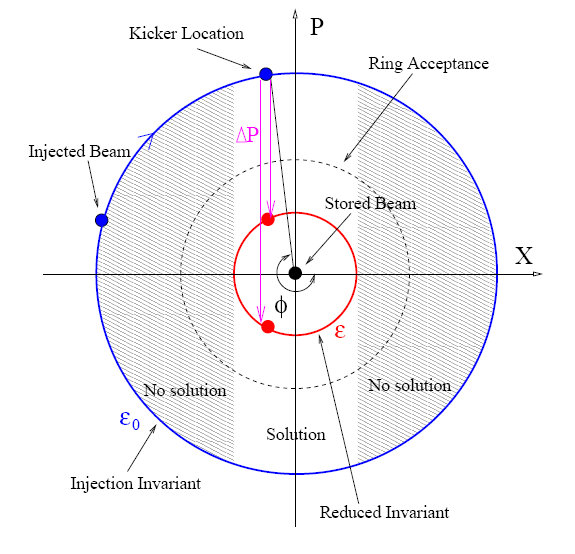 P
Kicker Location
Ring Acceptance
ΔP
Injected Beam
Stored Beam
X
ϕ
ε
No solution
No solution
ε0
Solution
Injection Invariant
Reduced Invariant